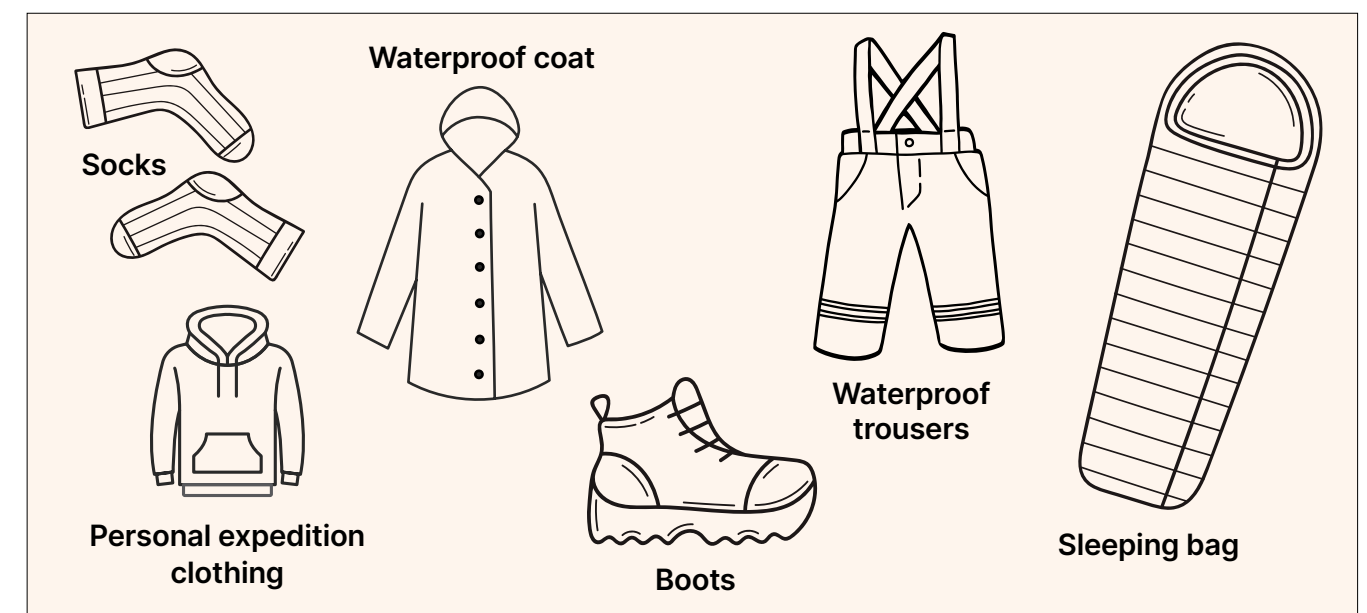 Waterproof coat
Socks
Waterproof
trousers
Personal expedition
clothing
Boots
Sleeping bag